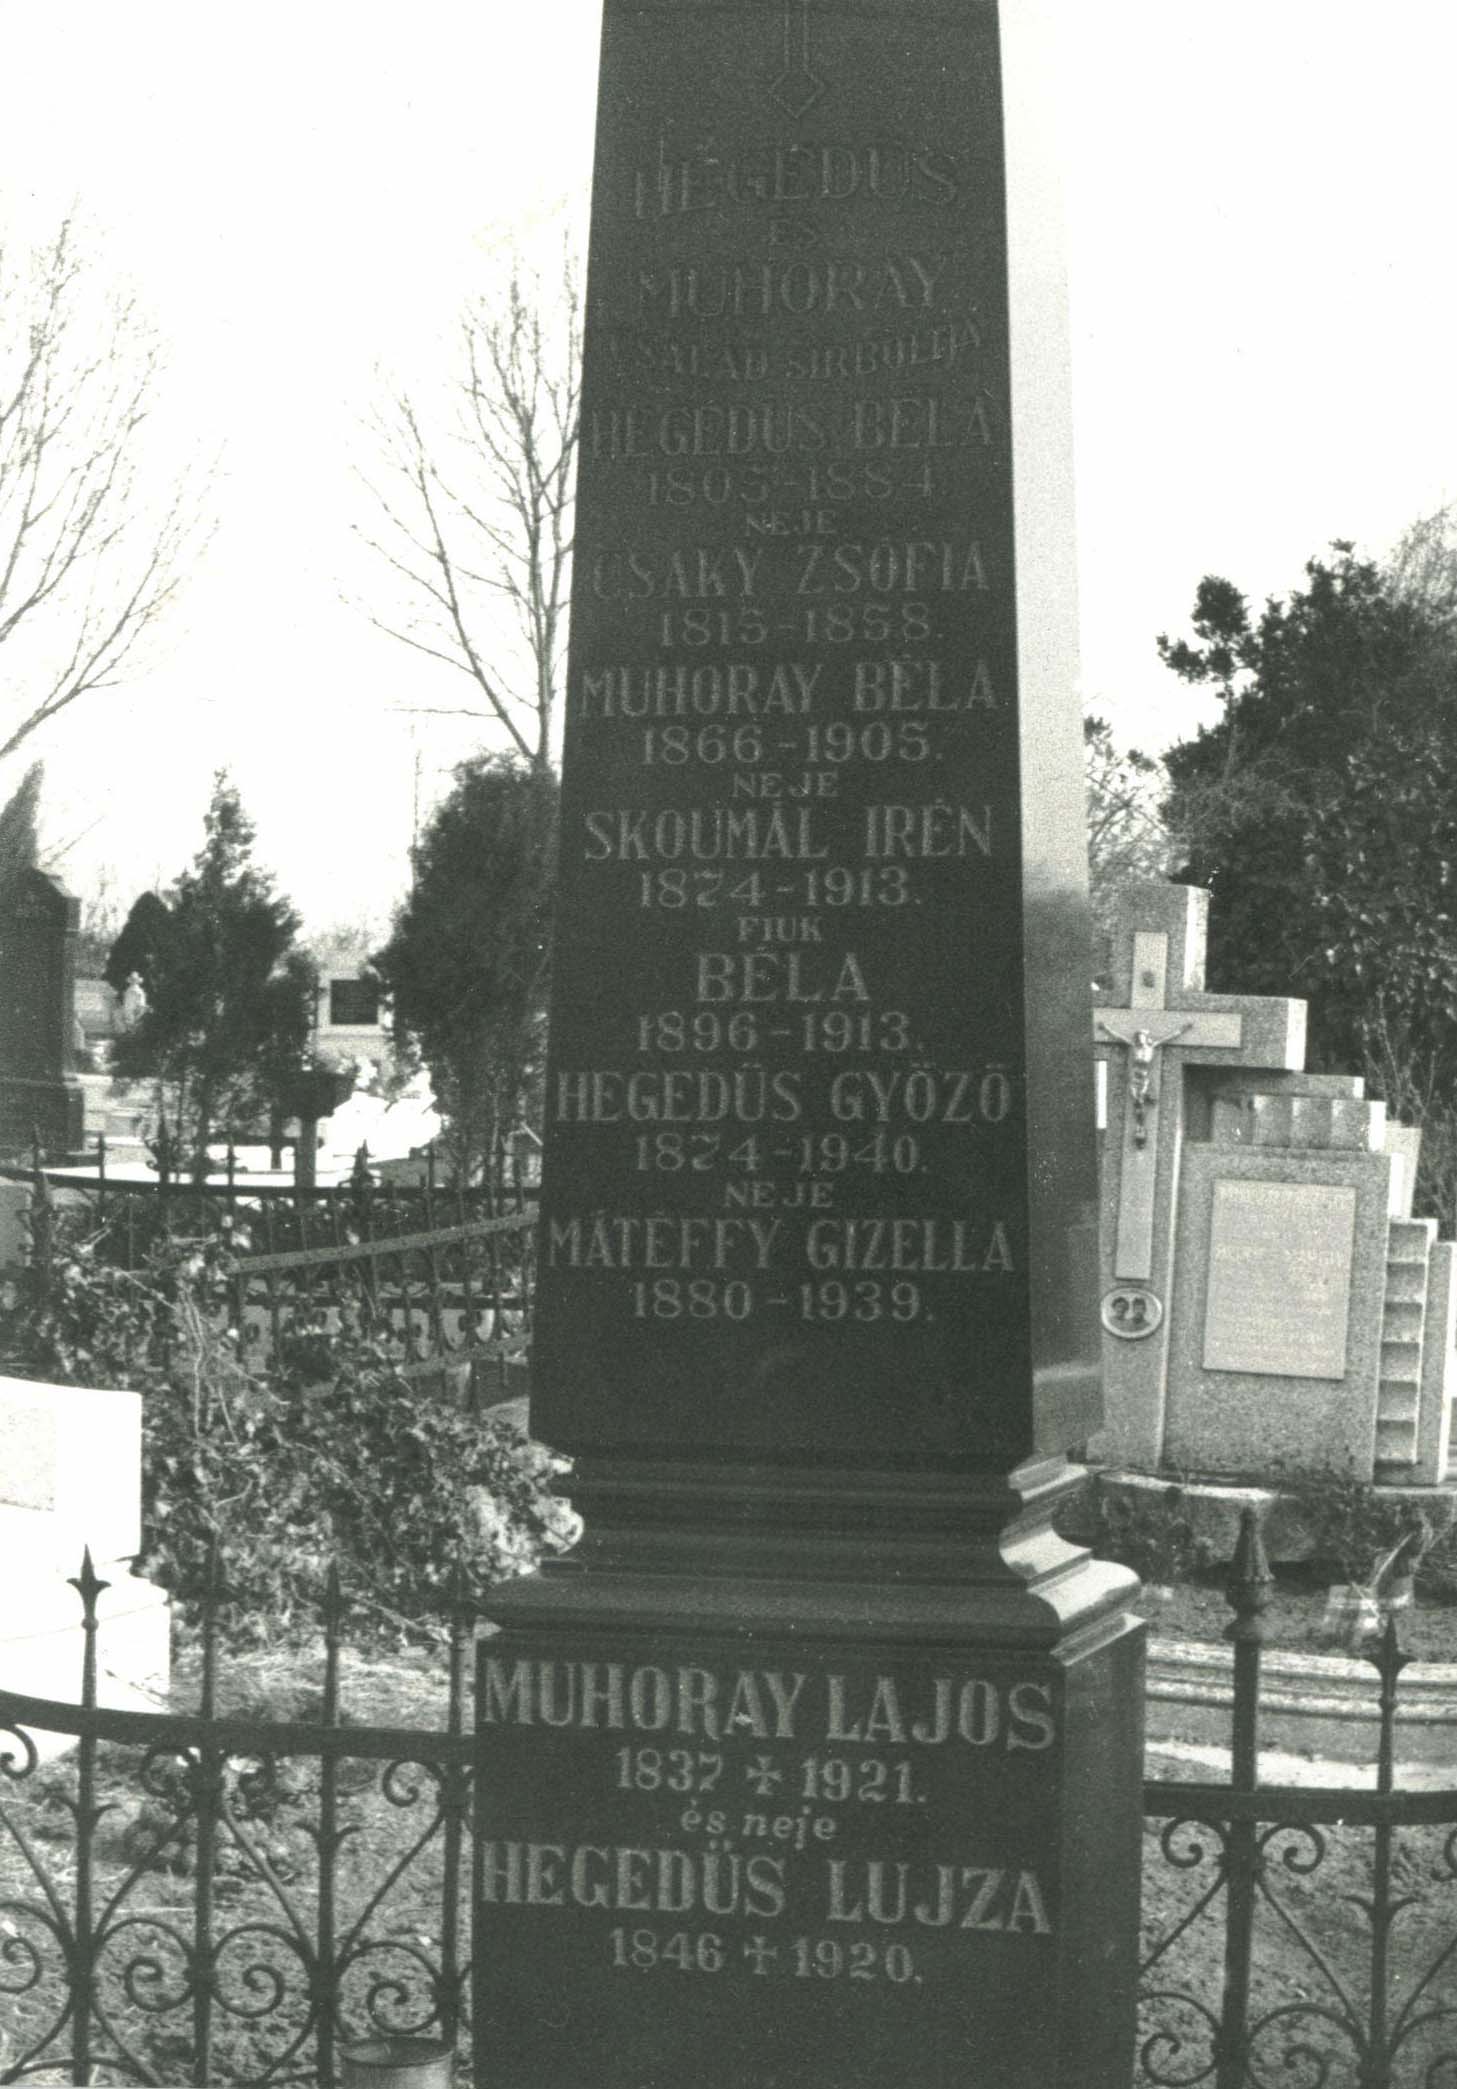 HEGEDÜS
ÉS
MUHORAY
CSALÁD SIRBOLTJA
HEGEDÜS BÉLA
1805-1884
NEJE
CSAKY ZSÓFIA
1815-1858.
MUHORAY BÉLA
1866-1905.
NEJE
SKOUMÁL IRÉN
1874-1913.
FIUK
BÉLA
1896-1913.
HEGEDÜS GYŐZŐ
1874-1940.
NEJE
MÁTÉFFY GIZELLA
1880-1939.
MUHORAY LAJOS
1837 ✝ 1921.
és neje
HEGEDÜS LUJZA
1846 ✝ 1920.